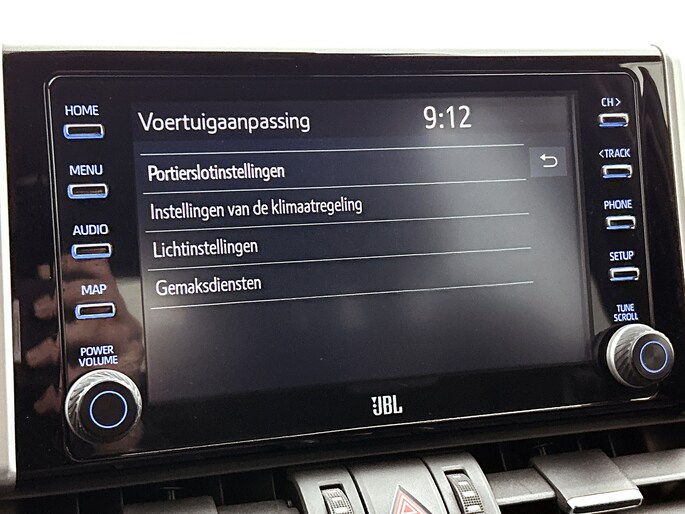 HOME
MENU
AUDIO
MAP
POWER
VOLUME
Voertuigaanpassing 9:12
Portierslotinstellingen
Instellingen van de klimaatregeling
Lichtinstellingen
Gemaksdiensten
CH >
< TRACK
PHONE
SETUP
TUNE
SCROLL
JBL